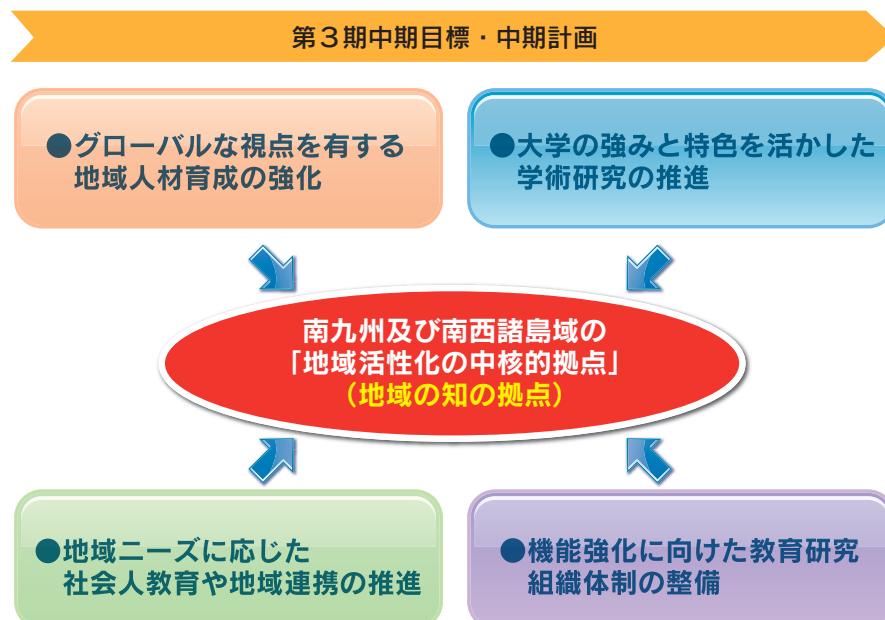 第3期中期目標・中期計画
●グローバルな視点を有する
地域人材育成の強化
●大学の強みと特色を活かした
学術研究の推進
南九州及び南西諸島域の
「地域活性化の中核的拠点」
（地域の知の拠点）
●地域ニーズに応じた
社会人教育や地域連携の推進
●機能強化に向けた教育研究
組織体制の整備